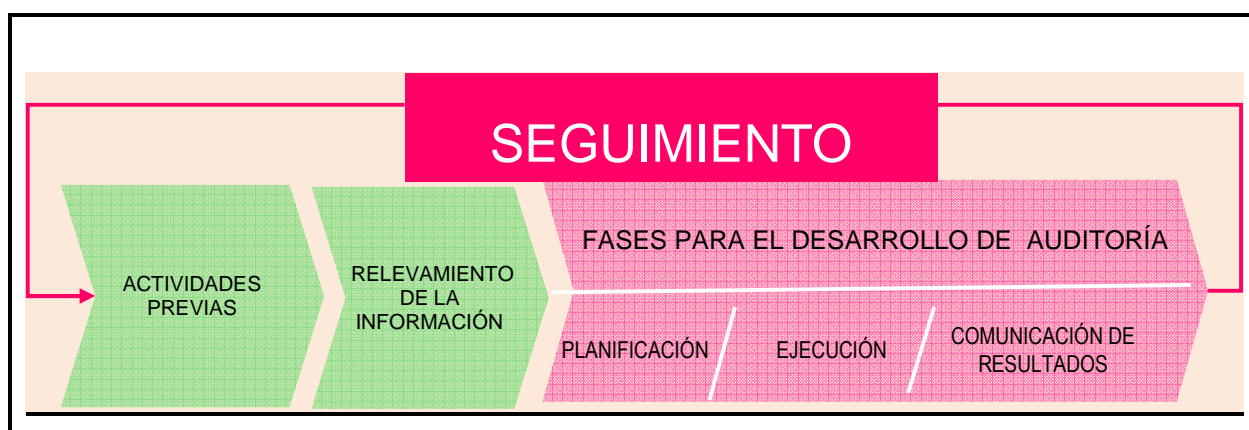 SEGUIMIENTO
ACTIVIDADES
PREVIAS
RELEVAMIENTO
DE LA
INFORMACIÓN
FASES PARA EL DESARROLLO DE AUDITORÍA
PLANIFICACIÓN
EJECUCIÓN
COMUNICACIÓN DE
RESULTADOS